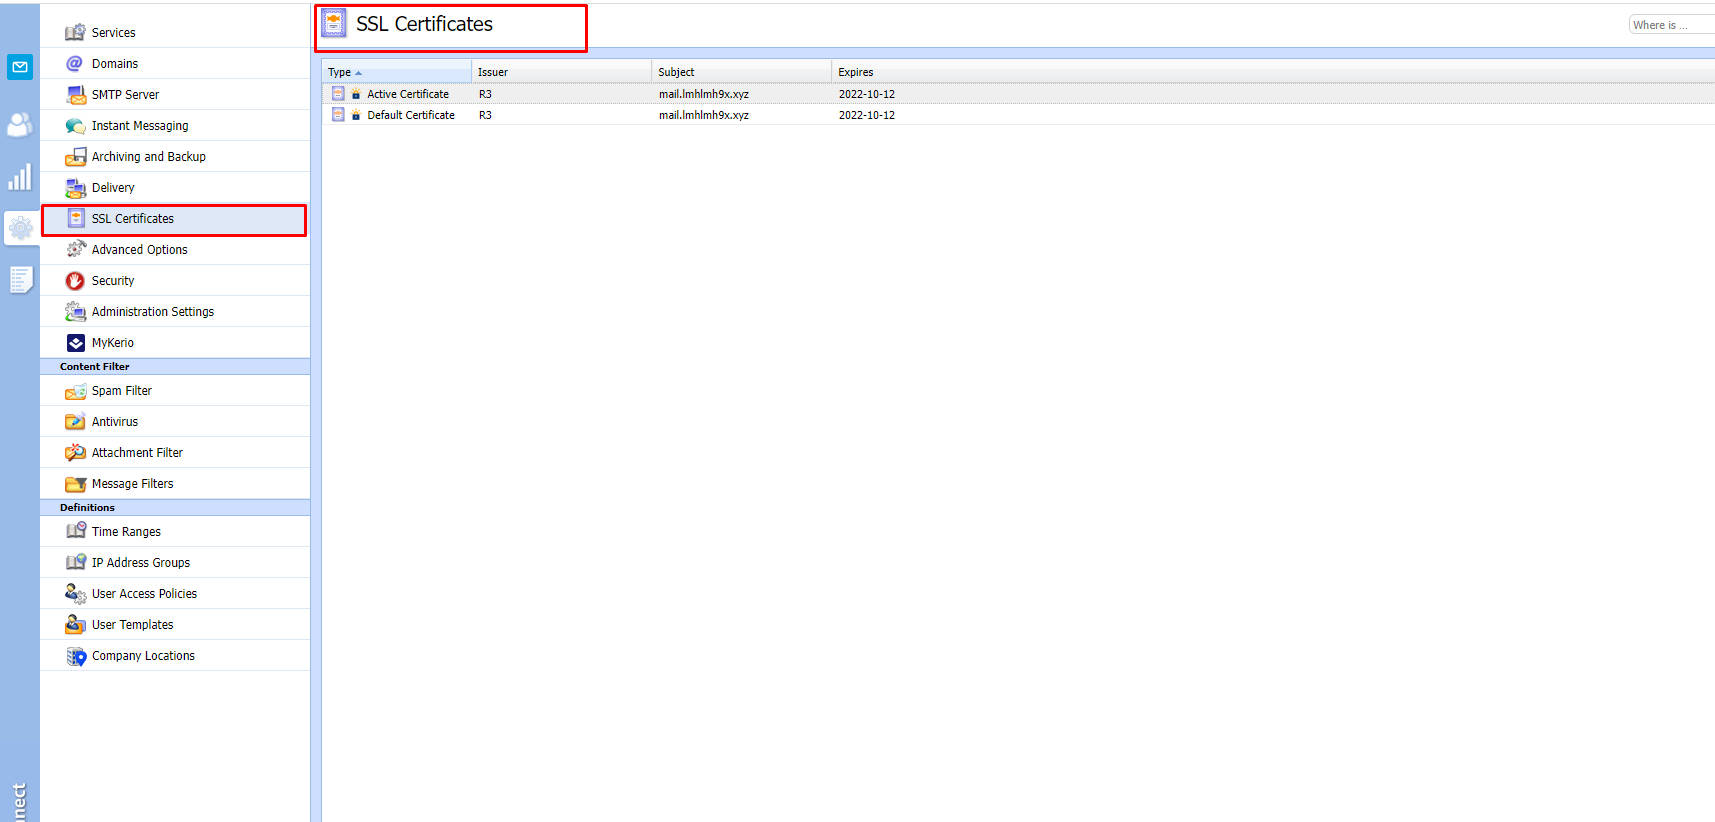 Services
Domains
SMTP Server
Instant Messaging
Archiving and Backup
Delivery
SSL Certificates
Advanced Options
Security
Administration Settings
MyKerio
Content Filter
Spam Filter
Antivirus
Attachment Filter
Message Filters
Definitions
Time Ranges
IP Address Groups
User Access Policies
User Templates
Company Locations
nnect
SSL Certificates
Where is ...
Type Issuer Subject Expires
Active Certificate R3 mail.lmhlmh9x.xyz 2022-10-12
Default Certificate R3 mail.lmhlmh9x.xyz 2022-10-12